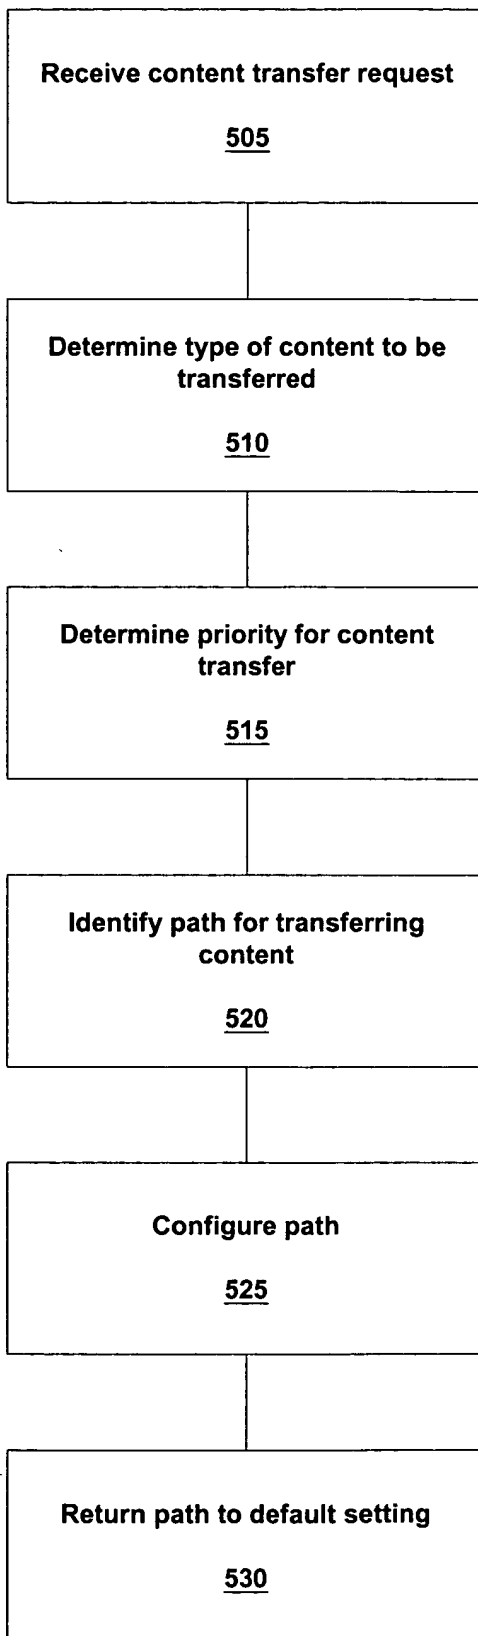 Receive content transfer request
505
Determine type of content to be
transferred
510
Determine priority for content
transfer
515
Identify path for transferring
content
520
Configure path
525
Return path to default setting
530